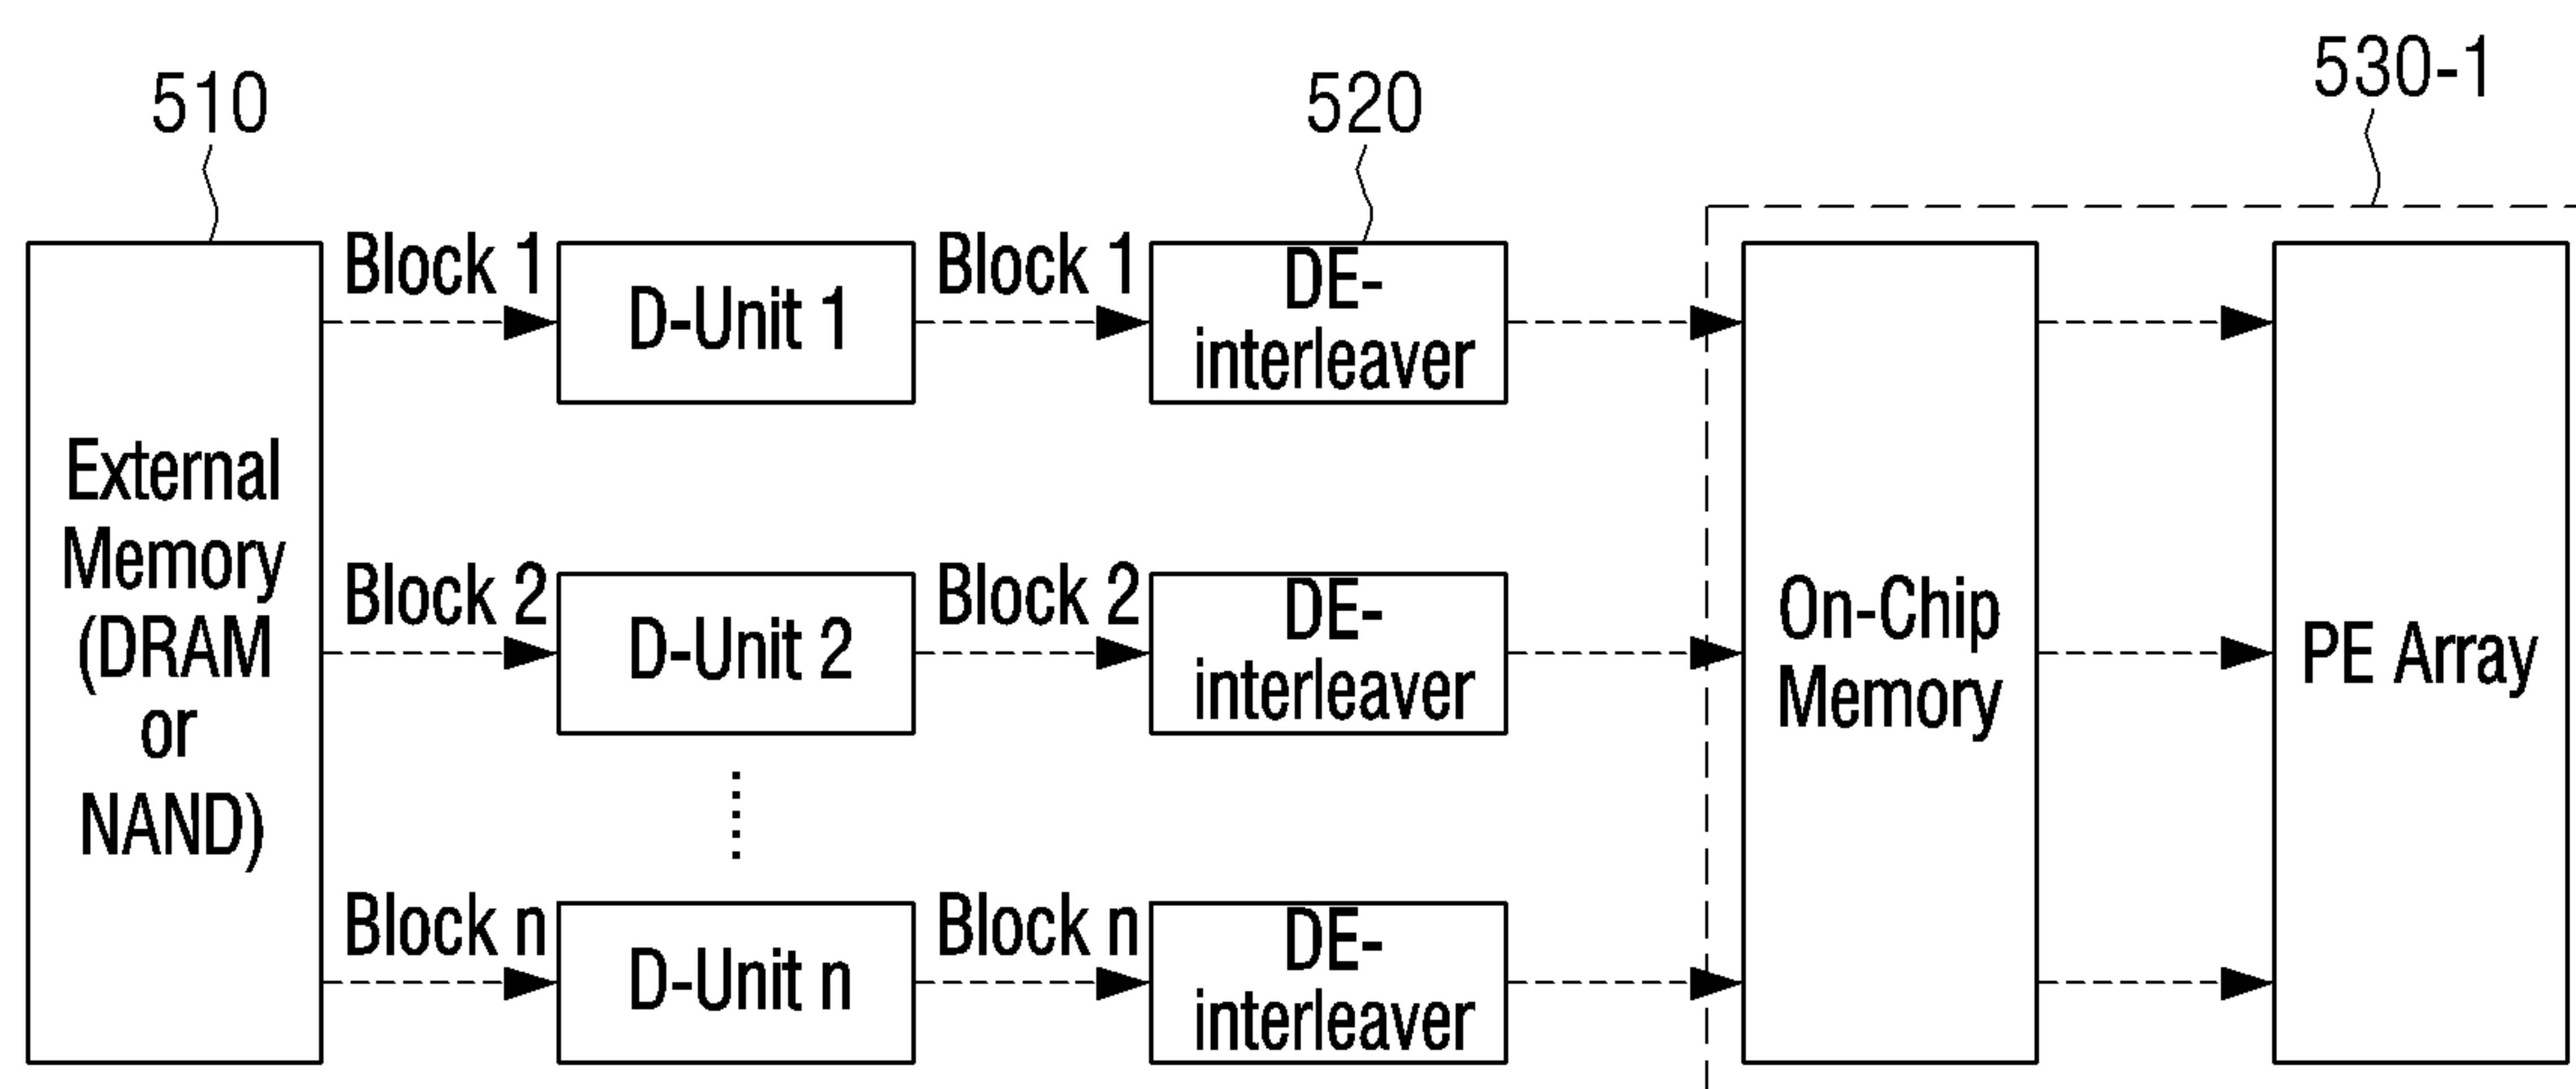 510
520
530-1
Block 1
Block 1
External
Memory
(DRAM
or
NAND)
D-Unit 1
DE-
interleaver
Block 2
Block 2
D-Unit 2
DE-
interleaver
On-Chip
Memory
PE Array
Block n
Block n
D-Unit n
DE-
interleaver